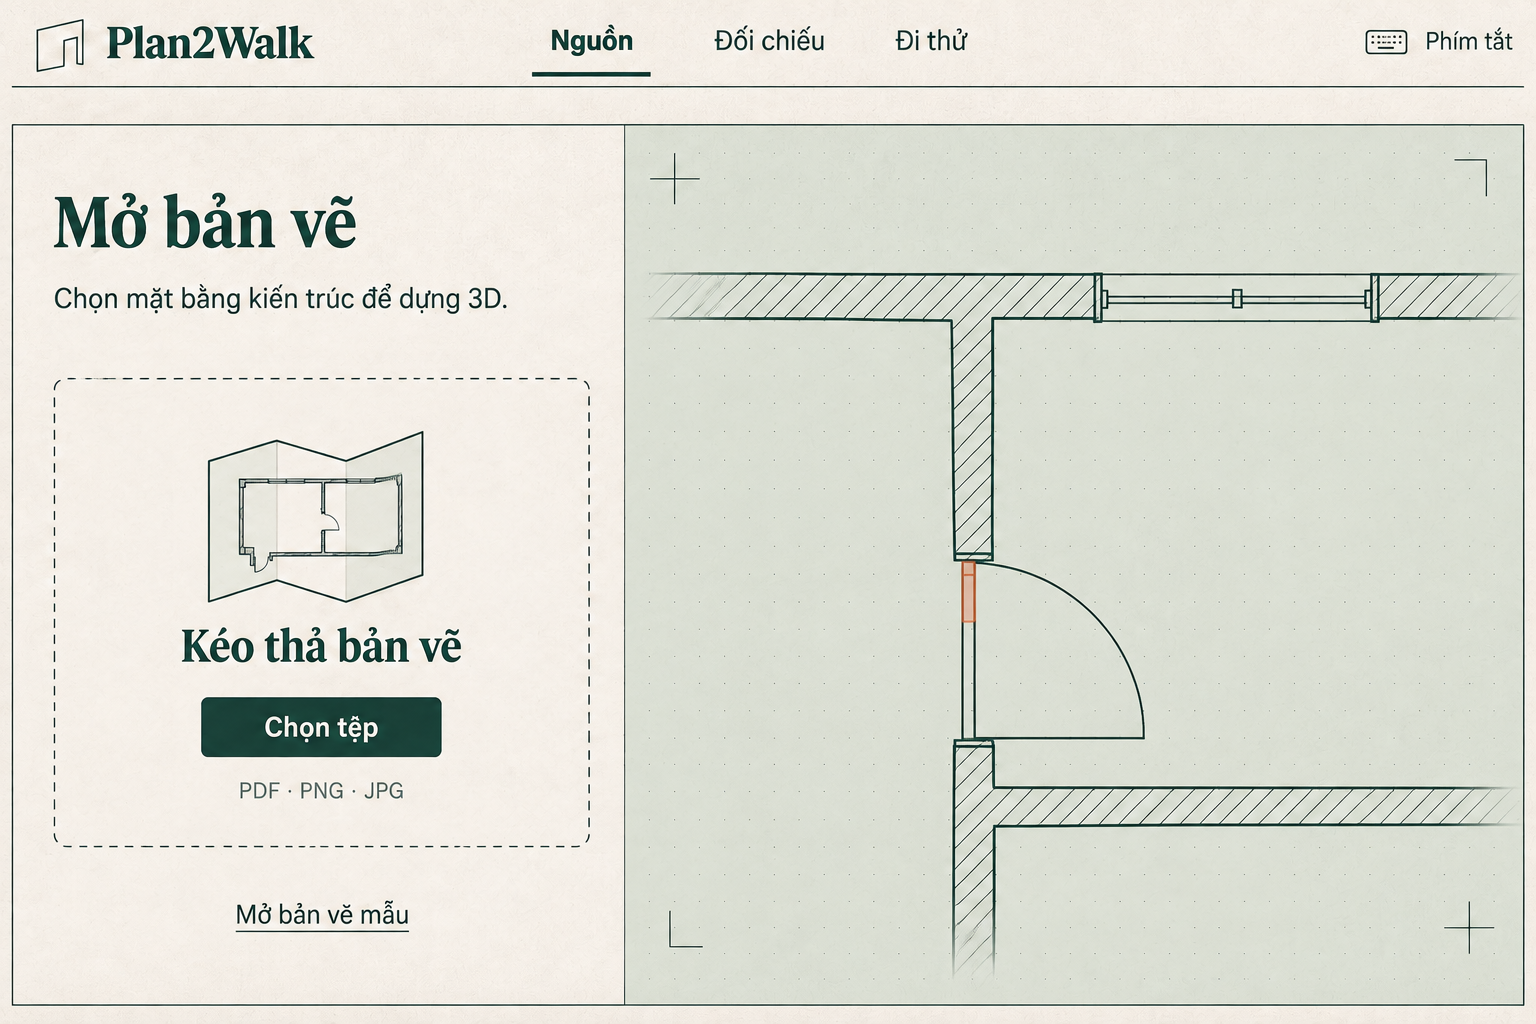 Plan2Walk
Nguồn
Đối chiếu
Đi thử
Phím tắt
Mở bản vẽ
Chọn mặt bằng kiến trúc để dựng 3D.
Kéo thả bản vẽ
Chọn tệp
PDF · PNG · JPG
Mở bản vẽ mẫu